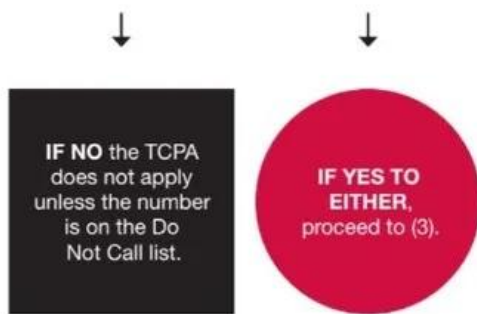 IF NO the TCPA
does not apply
unless the number
is on the Do
Not Call list.
IF YES TO
EITHER,
proceed to (3).